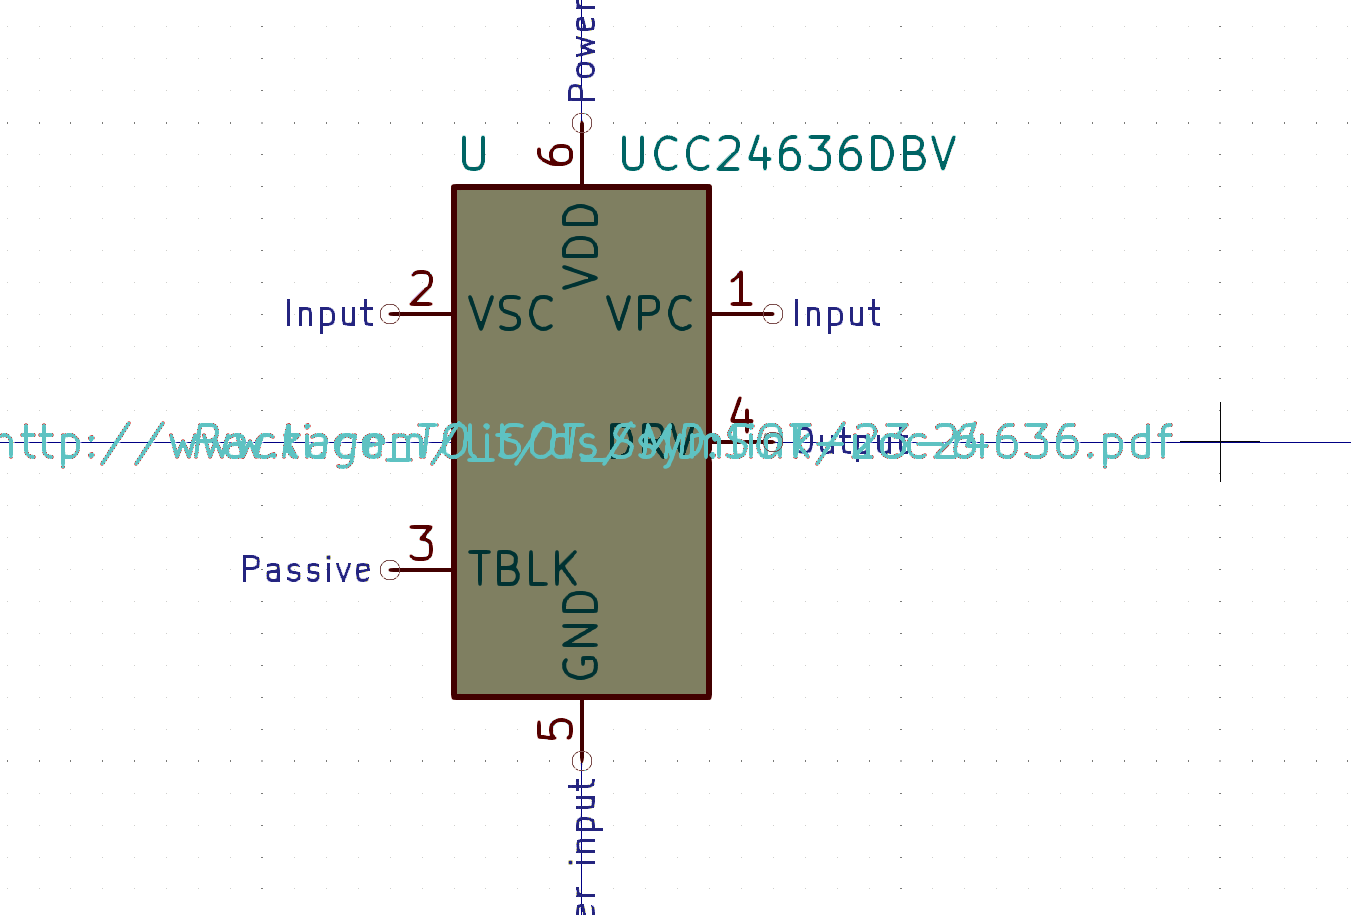 Power
U
6
UCC24636DBV
VDD
2
1
Input
VSC
VPC
Input
4
DRV
Output
http://www.ti.com/lit/ds/symlink/ucc24636.pdf
Package_TO_SOT_SMD:SOT-23-6
3
Passive
TBLK
GND
5
er input